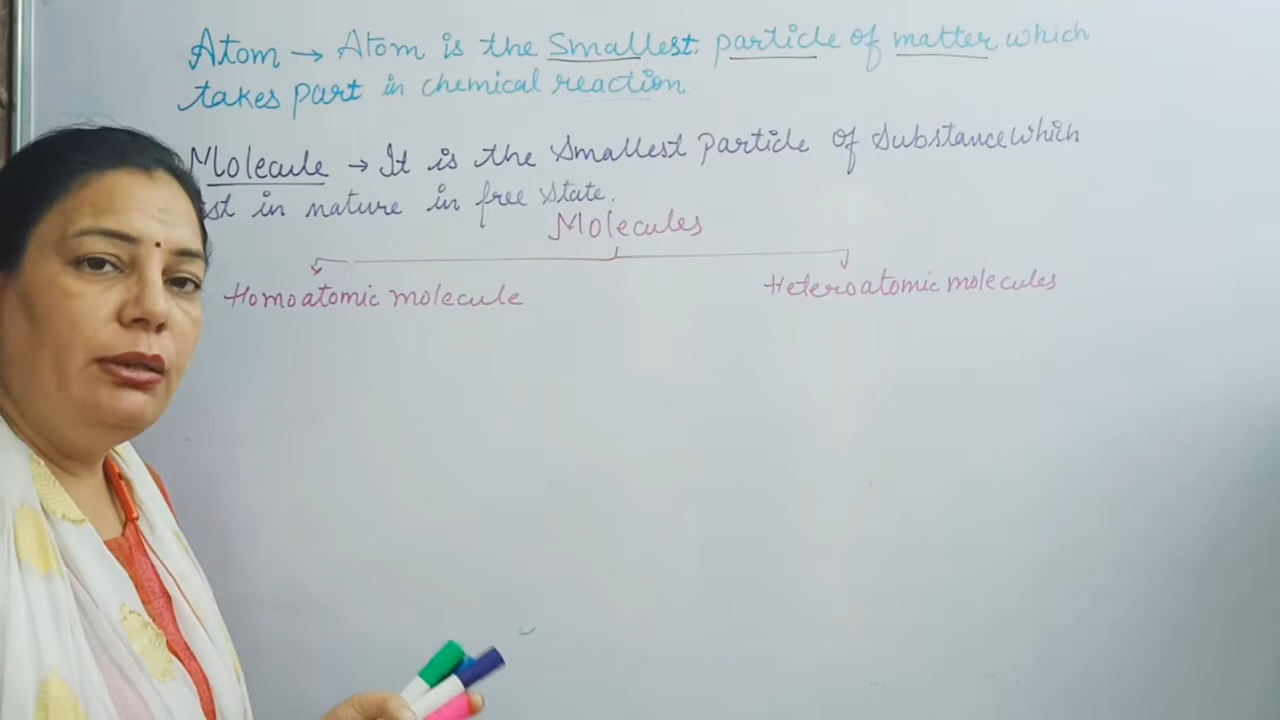 Atom → Atom is the Smallest particle of matter which
takes part in chemical reaction.
Molecule → It is the Smallest Particle of Substance which
in nature in free State.
Molecules
Homoatomic molecule
Heteroatomic molecules